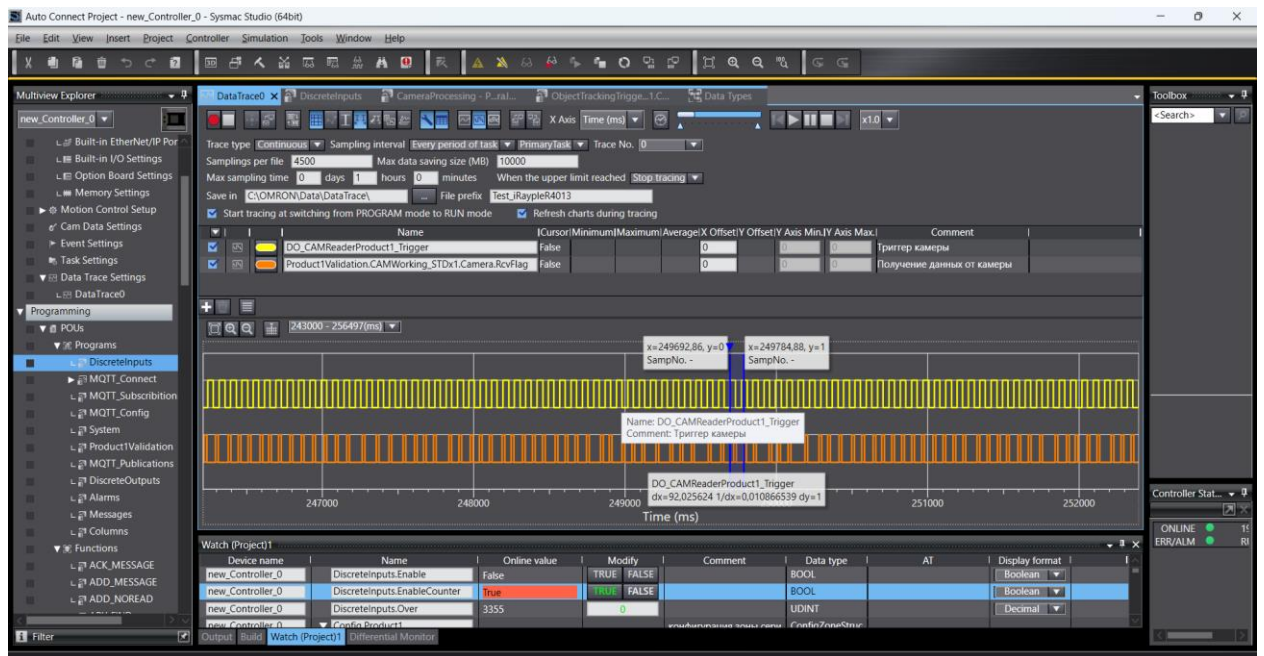 Auto Connect Project - new_Controller_0 - Sysmac Studio (64bit)
File Edit View Insert Project Controller Simulation Tools Window Help
Multiview Explorer
new_Controller_0
Built-in EtherNet/IP Por
Built-in I/O Settings
Option Board Settings
Memory Settings
Motion Control Setup
Cam Data Settings
Event Settings
Task Settings
Data Trace Settings
DataTrace0
Programming
POUs
Programs
DiscreteInputs
MQTT_Connect
MQTT_Subscribtion
MQTT_Config
System
Product1Validation
MQTT_Publications
DiscreteOutputs
Alarms
Messages
Columns
Functions
ACK_MESSAGE
ADD_MESSAGE
ADD_NOREAD
Filter
DataTrace0 DiscreteInputs CameraProcessing - P...ral... ObjectTrackingTrigge...1.C... Data Types
X Axis Time (ms) x1.0
Trace type Continuous Sampling interval Every period of task PrimaryTask Trace No. 0
Samplings per file 4500 Max data saving size (MB) 10000
Max sampling time 0 days 1 hours 0 minutes When the upper limit reached Stop tracing
Save in C:\OMRON\Data\DataTrace\ ... File prefix Test_iRaypleR4013
Start tracing at switching from PROGRAM mode to RUN mode Refresh charts during tracing
Name Cursor Minimum Maximum Average X Offset Y Offset Y Axis Min. Y Axis Max. Comment
DO_CAMReaderProduct1_Trigger False 0 0 0 Триггер камеры
Product1Validation.CAMWorking_STDx1.Camera.RcvFlag False 0 0 0 Получение данных от камеры
243000 - 256497(ms)
x=249692,86, y=0 x=249784,88, y=1
SampNo. - SampNo. -
Name: DO_CAMReaderProduct1_Trigger
Comment: Триггер камеры
DO_CAMReaderProduct1_Trigger
dx=92,025624 1/dx=0,010866539 dy=1
247000 248000 249000 251000 252000
Time (ms)
Watch (Project)1
Device name Name Online value Modify Comment Data type AT Display format
new_Controller_0 DiscreteInputs.Enable False TRUE FALSE BOOL Boolean
new_Controller_0 DiscreteInputs.EnableCounter True TRUE FALSE BOOL Boolean
new_Controller_0 DiscreteInputs.Over 3355 0 UDINT Decimal
new_Controller_0 Config.Product1 ConfigZoneStruc
Output Build Watch (Project)1 Differential Monitor
Toolbox
<Search>
Controller Stat...
ONLINE
ERR/ALM